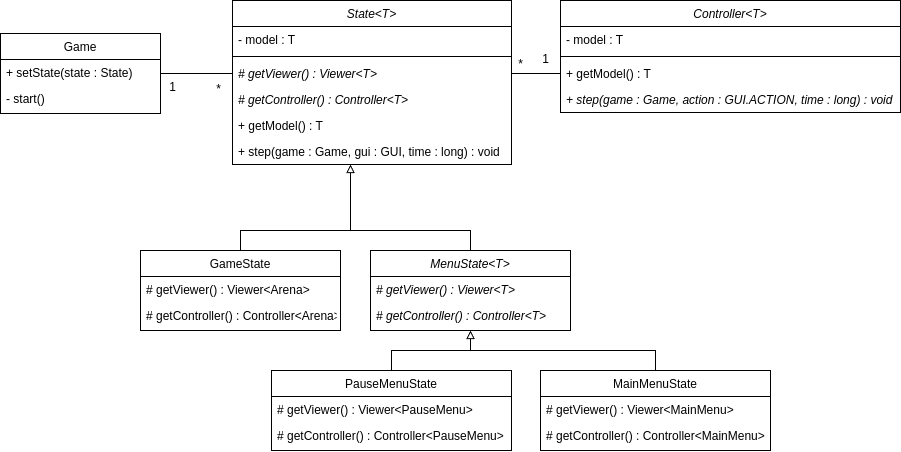 Game
+ setState(state : State)
- start()
1
*
State<T>
- model : T
# getViewer() : Viewer<T>
# getController() : Controller<T>
+ getModel() : T
+ step(game : Game, gui : GUI, time : long) : void
*
1
Controller<T>
- model : T
+ getModel() : T
+ step(game : Game, action : GUI.ACTION, time : long) : void
GameState
# getViewer() : Viewer<Arena>
# getController() : Controller<Arena>
MenuState<T>
# getViewer() : Viewer<T>
# getController() : Controller<T>
PauseMenuState
# getViewer() : Viewer<PauseMenu>
# getController() : Controller<PauseMenu>
MainMenuState
# getViewer() : Viewer<MainMenu>
# getController() : Controller<MainMenu>